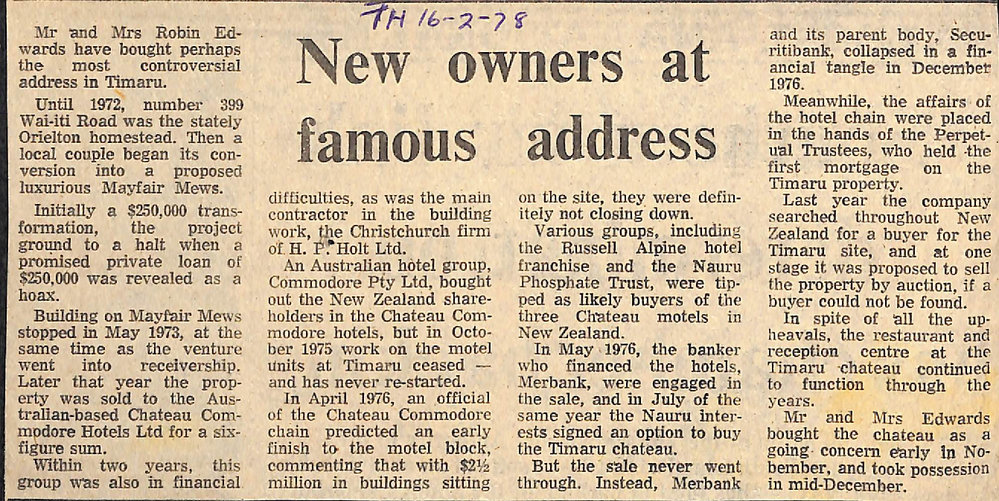 TH 16-2-78
New owners at
famous address
Mr and Mrs Robin Ed-
wards have bought perhaps
the most controversial
address in Timaru.
Until 1972, number 399
Wai-iti Road was the stately
Orielton homestead. Then a
local couple began its con-
version into a proposed
luxurious Mayfair Mews.
Initially a $250,000 trans-
formation, the project
ground to a halt when a
promised private loan of
$250,000 was revealed as a
hoax.
Building on Mayfair Mews
stopped in May 1973, at the
same time as the venture
went into receivership.
Later that year the prop-
erty was sold to the Aus-
tralian-based Chateau Com-
modore Hotels Ltd for a six-
figure sum.
Within two years, this
group was also in financial
difficulties, as was the main
contractor in the building
work, the Christchurch firm
of H. P. Holt Ltd.
An Australian hotel group,
Commodore Pty Ltd, bought
out the New Zealand share-
holders in the Chateau Com-
modore hotels, but in Octo-
ber 1975 work on the motel
units at Timaru ceased —
and has never re-started.
In April 1976, an official
of the Chateau Commodore
chain predicted an early
finish to the motel block,
commenting that with $2½
million in buildings sitting
on the site, they were defin-
itely not closing down.
Various groups, including
the Russell Alpine hotel
franchise and the Nauru
Phosphate Trust, were tip-
ped as likely buyers of the
three Chateau motels in
New Zealand.
In May 1976, the banker
who financed the hotels,
Merbank, were engaged in
the sale, and in July of the
same year the Nauru inter-
ests signed an option to buy
the Timaru chateau.
But the sale never went
through. Instead, Merbank
and its parent body, Secu-
ritibank, collapsed in a fin-
ancial tangle in December
1976.
Meanwhile, the affairs of
the hotel chain were placed
in the hands of the Perpet-
ual Trustees, who held the
first mortgage on the
Timaru property.
Last year the company
searched throughout New
Zealand for a buyer for the
Timaru site, and at one
stage it was proposed to sell
the property by auction, if a
buyer could not be found.
In spite of all the up-
heavals, the restaurant and
reception centre at the
Timaru chateau continued
to function through the
years.
Mr and Mrs Edwards
bought the chateau as a
going concern early in No-
bember, and took possession
in mid-December.